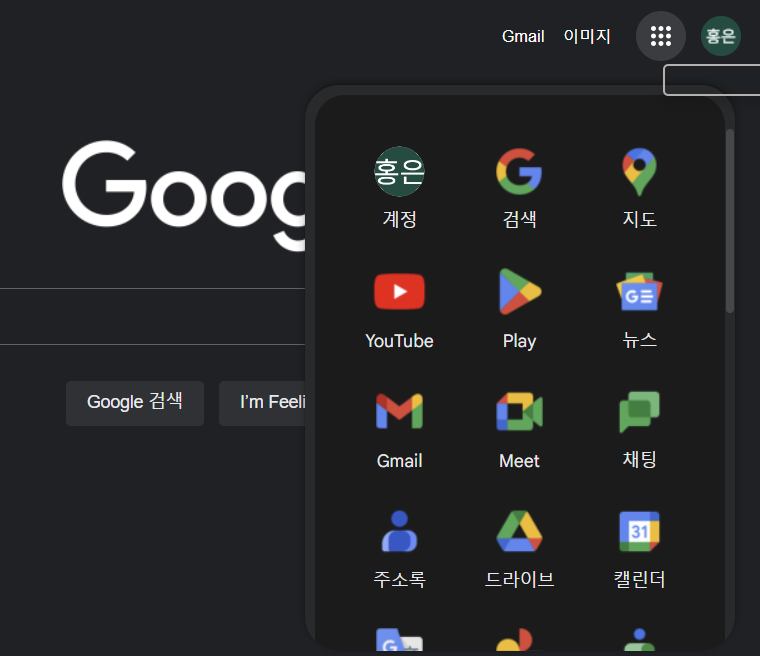 Gmail 이미지 홍은
Goog
홍은
계정 검색 지도
YouTube Play 뉴스
Google 검색 I'm Feeli
Gmail Meet 채팅
31
주소록 드라이브 캘린더